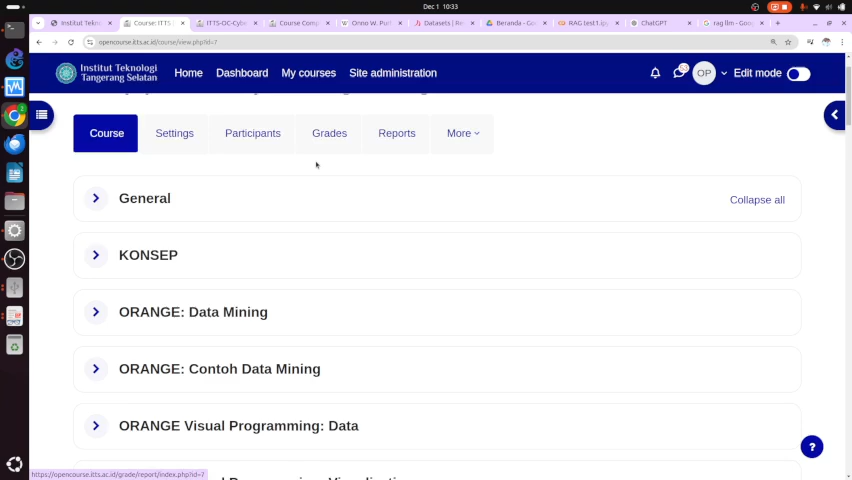 Dec 1 10:33
Institut Tekno
Course: ITTS
ITTS-OC-Cybe
Course Comp
Onno W. Pur
Datasets | Re
Beranda - Goo
RAG test1.ipy
ChatGPT
rag llm - Goog
opencourse.itts.ac.id/course/view.php?id=7
Institut Teknologi
Tangerang Selatan
Home
Dashboard
My courses
Site administration
OP
Edit mode
Course
Settings
Participants
Grades
Reports
More
General
Collapse all
KONSEP
ORANGE: Data Mining
ORANGE: Contoh Data Mining
ORANGE Visual Programming: Data
?
https://opencourse.itts.ac.id/grade/report/index.php?id=7